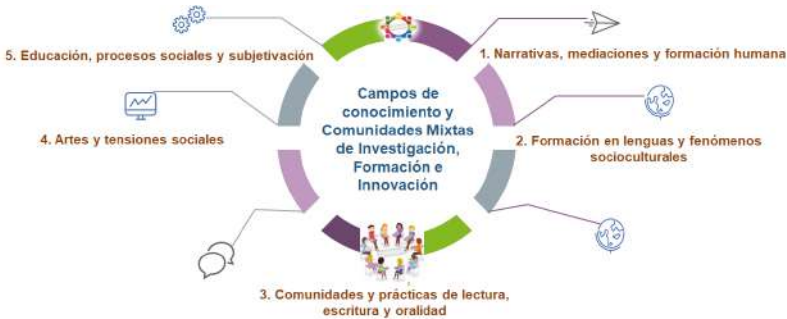 Campos de
conocimiento y
Comunidades Mixtas
de Investigación,
Formación e
Innovación
1. Narrativas, mediaciones y formación humana
2. Formación en lenguas y fenómenos
socioculturales
3. Comunidades y prácticas de lectura,
escritura y oralidad
4. Artes y tensiones sociales
5. Educación, procesos sociales y subjetivación